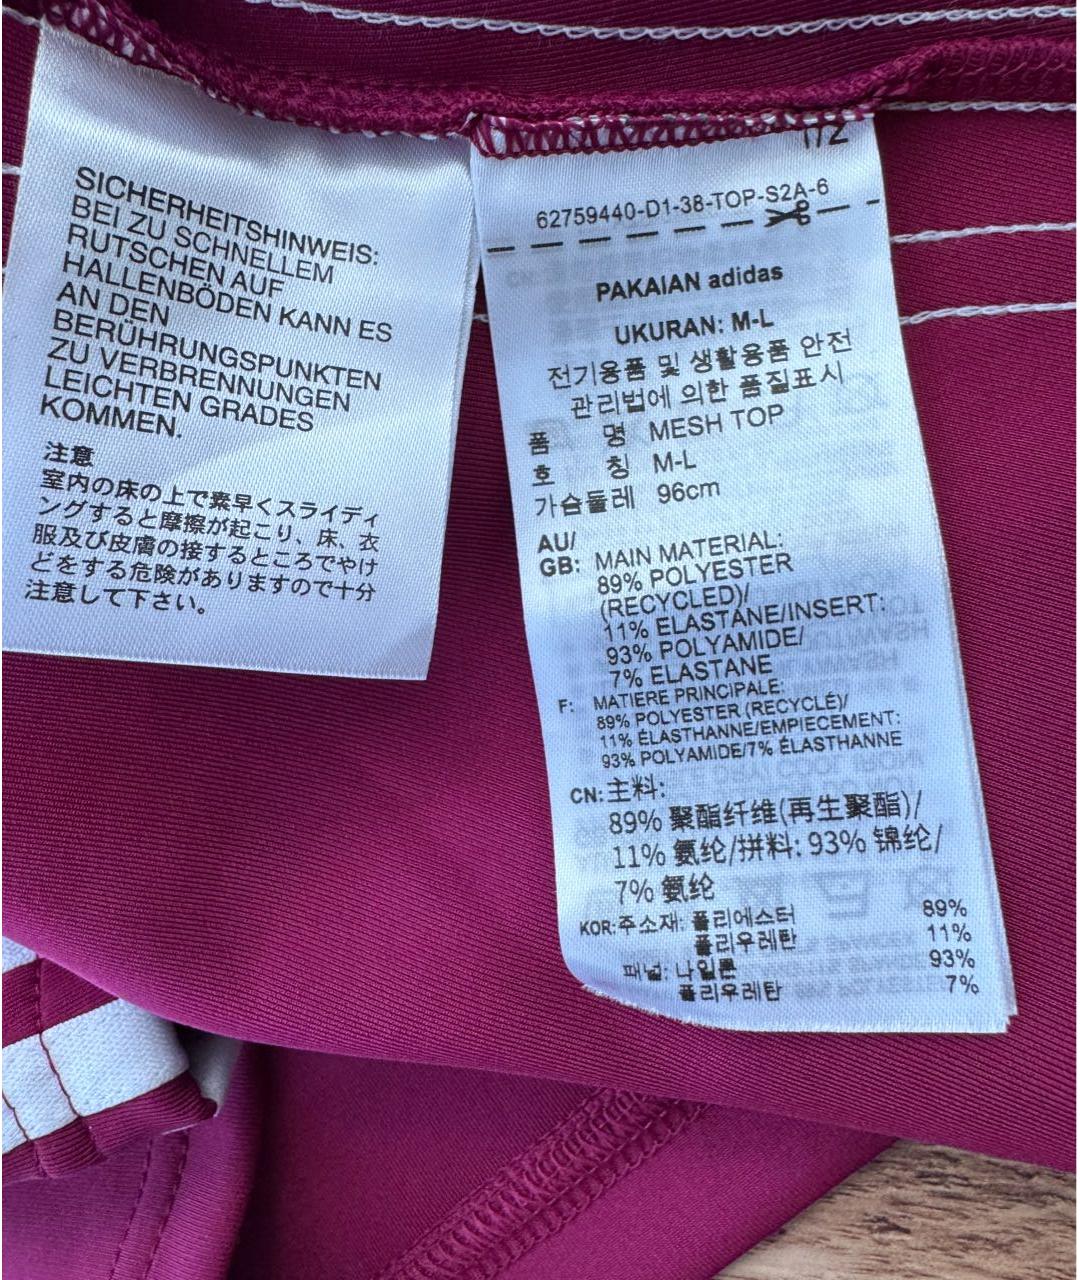 SICHERHEITSHINWEIS:
BEI ZU SCHNELLEM
RUTSCHEN AUF
HALLENBÖDEN KANN ES
AN DEN
BERÜHRUNGSPUNKTEN
ZU VERBRENNUNGEN
LEICHTEN GRADES
KOMMEN.
注意
室内の床の上で素早くスライディ
ングすると摩擦が起こり、床、衣
服及び皮膚の接するところでやけ
どをする危険がありますので十分
注意して下さい。
62759440-D1-38-TOP-S2A-6
PAKAIAN adidas
UKURAN: M-L
전기용품 및 생활용품 안전
관리법에 의한 품질표시
품 명 MESH TOP
호 칭 M-L
가슴둘레 96cm
AU/
GB: MAIN MATERIAL:
89% POLYESTER
(RECYCLED)/
11% ELASTANE/INSERT:
93% POLYAMIDE/
7% ELASTANE
F: MATIERE PRINCIPALE:
89% POLYESTER (RECYCLÉ)/
11% ÉLASTHANNE/EMPIECEMENT:
93% POLYAMIDE/7% ÉLASTHANNE
CN: 主料:
89% 聚酯纤维(再生聚酯)/
11% 氨纶/拼料: 93% 锦纶/
7% 氨纶
KOR: 주소재: 폴리에스터 89%
폴리우레탄 11%
패널: 나일론 93%
폴리우레탄 7%